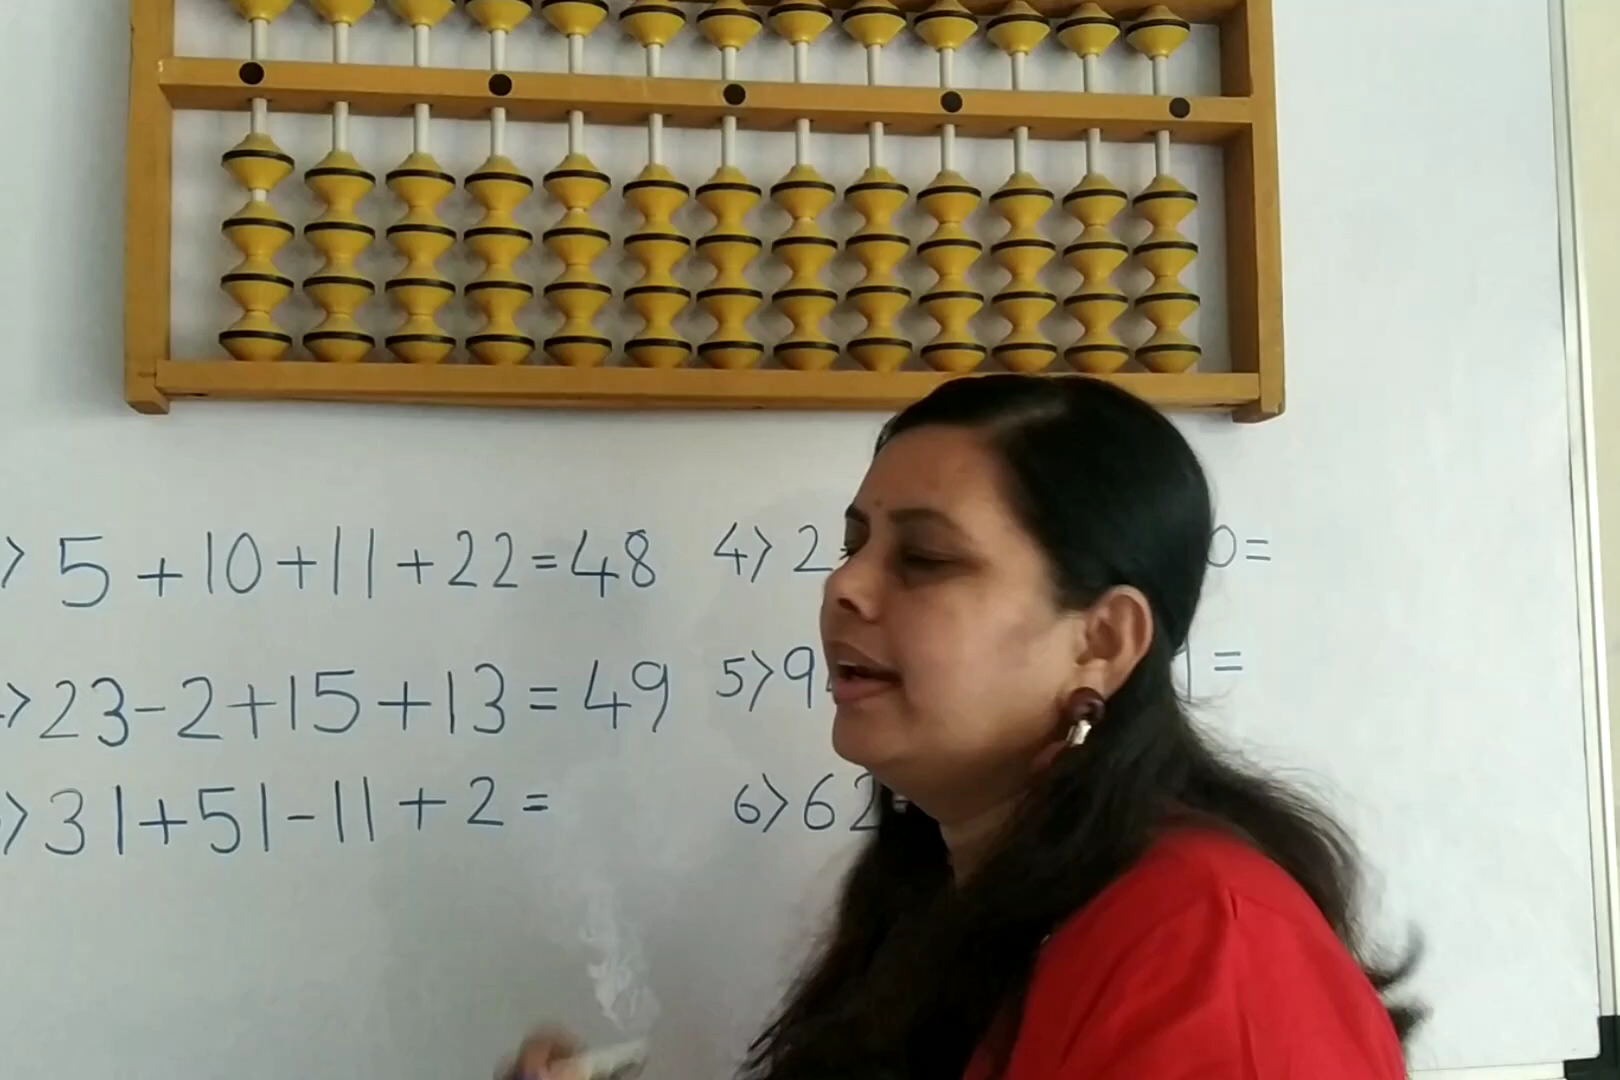 > 5 + 10 + 11 + 22 = 48
> 23 - 2 + 15 + 13 = 49
> 31 + 51 - 11 + 2 =
4> 2 0 =
5> 9 1 =
6> 62